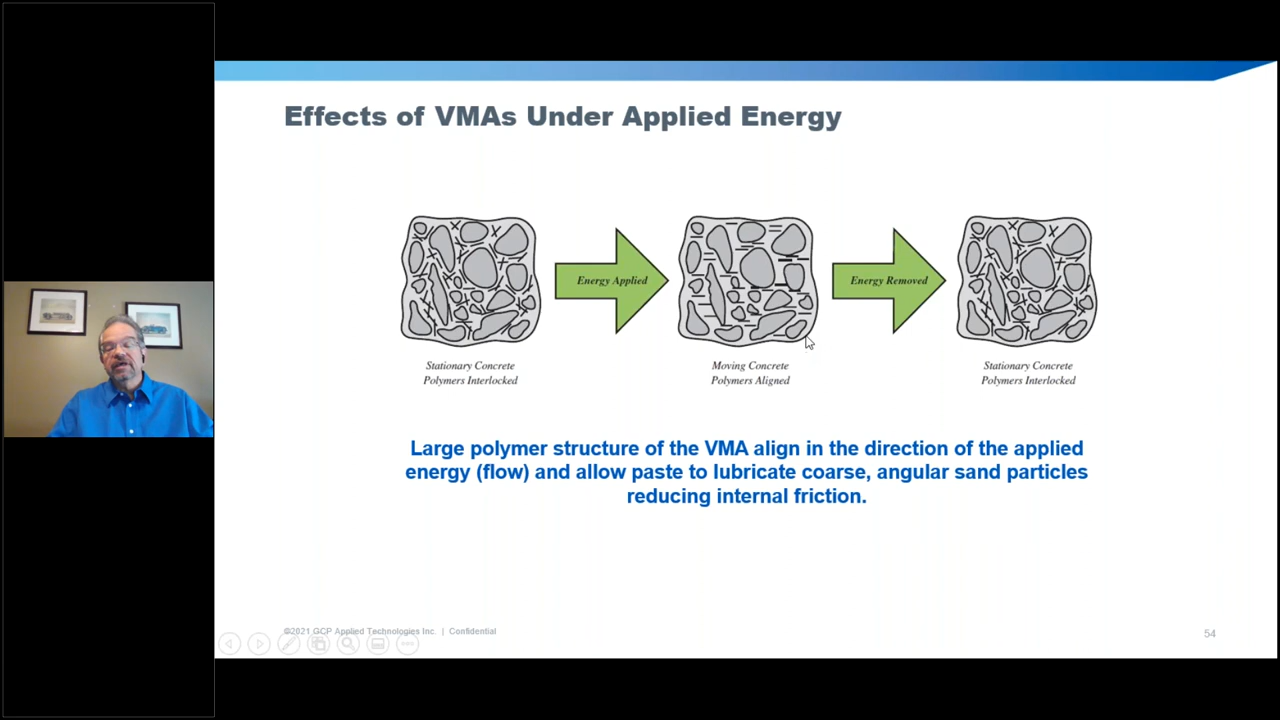 Effects of VMAs Under Applied Energy
Energy Applied
Energy Removed
Stationary Concrete
Polymers Interlocked
Moving Concrete
Polymers Aligned
Stationary Concrete
Polymers Interlocked
Large polymer structure of the VMA align in the direction of the applied
energy (flow) and allow paste to lubricate coarse, angular sand particles
reducing internal friction.
©2021 GCP Applied Technologies Inc. | Confidential
54